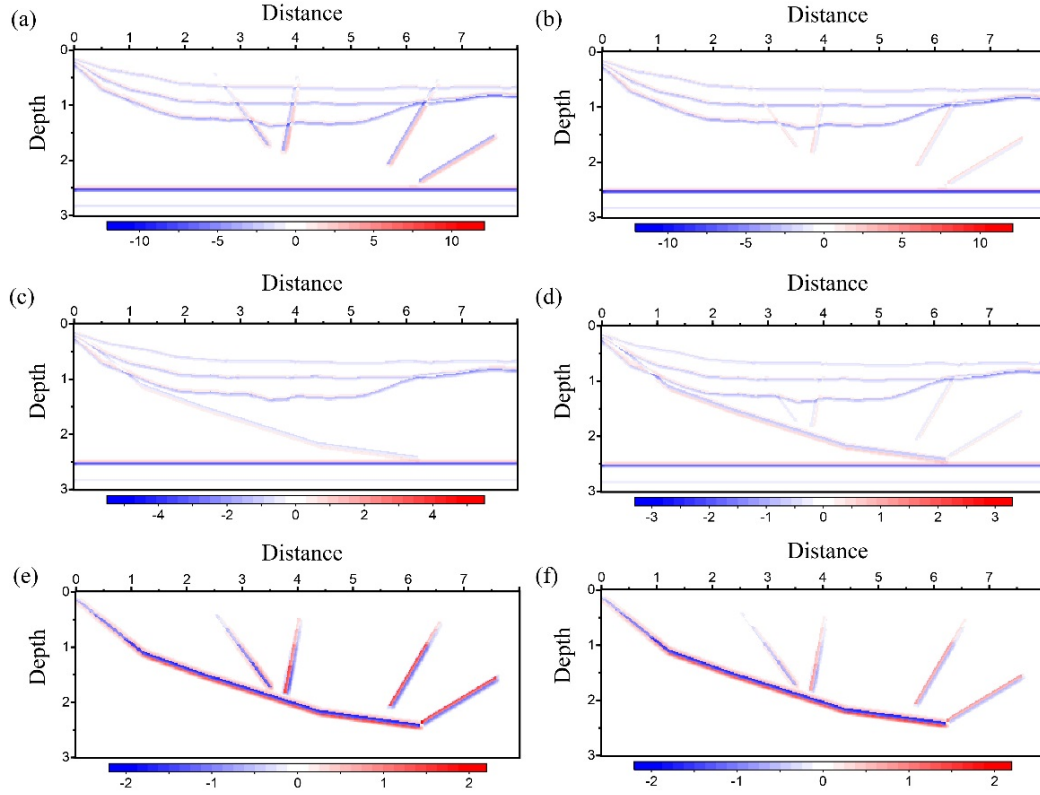 (a)
Distance
0 1 2 3 4 5 6 7
Depth
0
1
2
3
-10 -5 0 5 10
(b)
Distance
0 1 2 3 4 5 6 7
Depth
0
1
2
3
-10 -5 0 5 10
(c)
Distance
0 1 2 3 4 5 6 7
Depth
0
1
2
3
-4 -2 0 2 4
(d)
Distance
0 1 2 3 4 5 6 7
Depth
0
1
2
3
-3 -2 -1 0 1 2 3
(e)
Distance
0 1 2 3 4 5 6 7
Depth
0
1
2
3
-2 -1 0 1 2
(f)
Distance
0 1 2 3 4 5 6 7
Depth
0
1
2
3
-2 -1 0 1 2